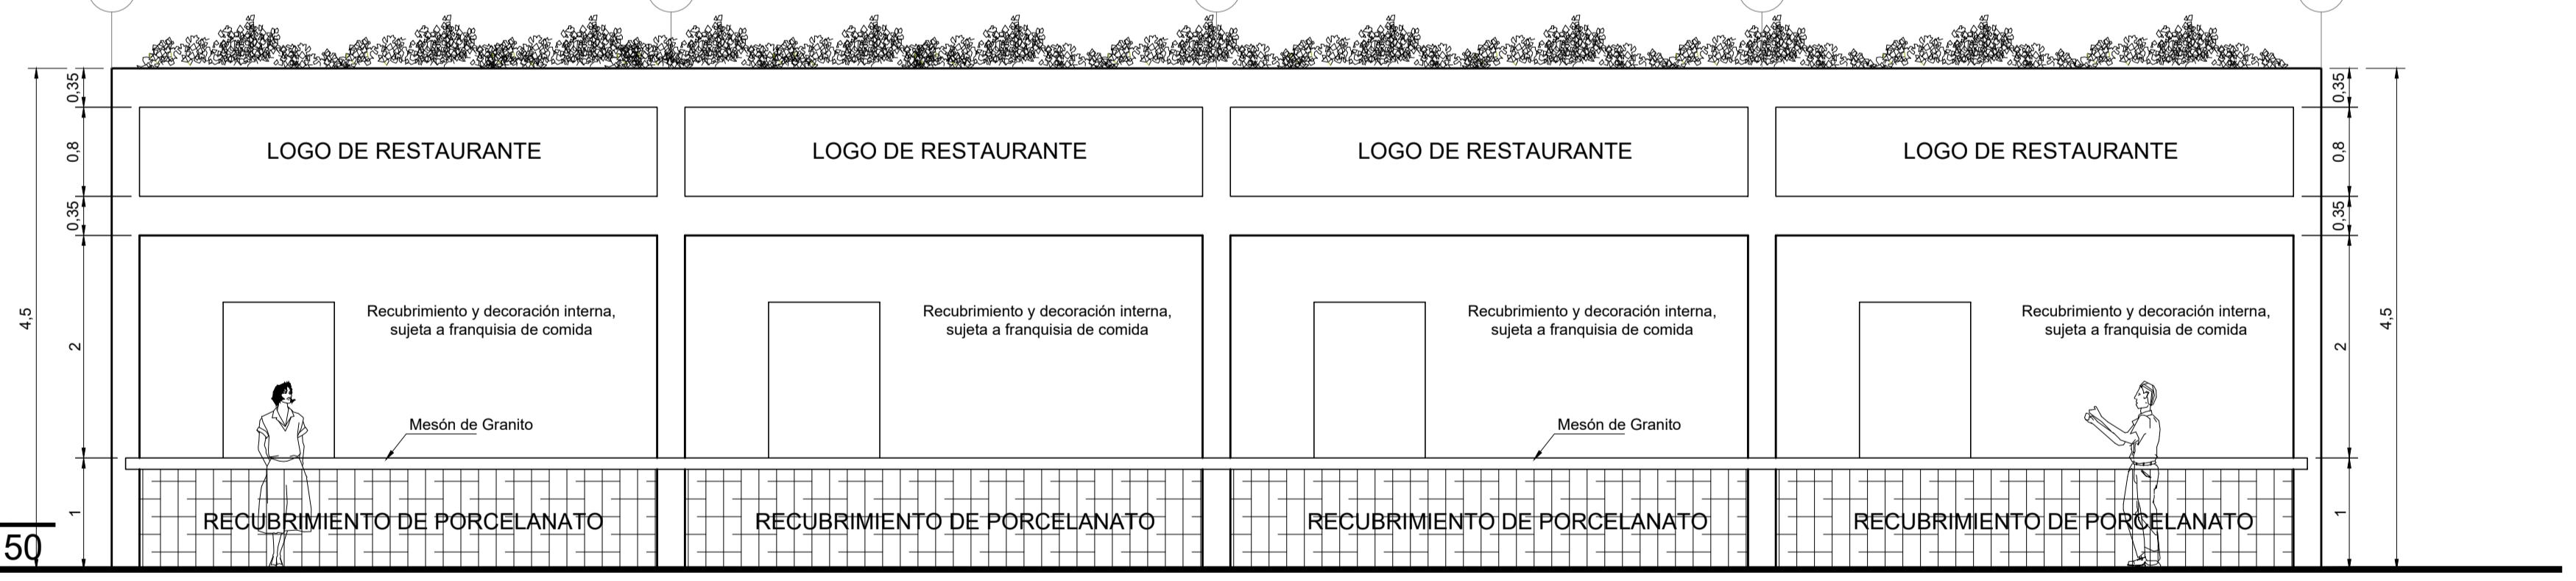 0,35
0,35
LOGO DE RESTAURANTE
LOGO DE RESTAURANTE
LOGO DE RESTAURANTE
LOGO DE RESTAURANTE
0,8
0,8
0,35
0,35
Recubrimiento y decoración interna,
sujeta a franquisia de comida
Recubrimiento y decoración interna,
sujeta a franquisia de comida
Recubrimiento y decoración interna,
sujeta a franquisia de comida
Recubrimiento y decoración interna,
sujeta a franquisia de comida
4,5
2
2
4,5
Mesón de Granito
Mesón de Granito
1
1
RECUBRIMIENTO DE PORCELANATO
RECUBRIMIENTO DE PORCELANATO
RECUBRIMIENTO DE PORCELANATO
RECUBRIMIENTO DE PORCELANATO
50